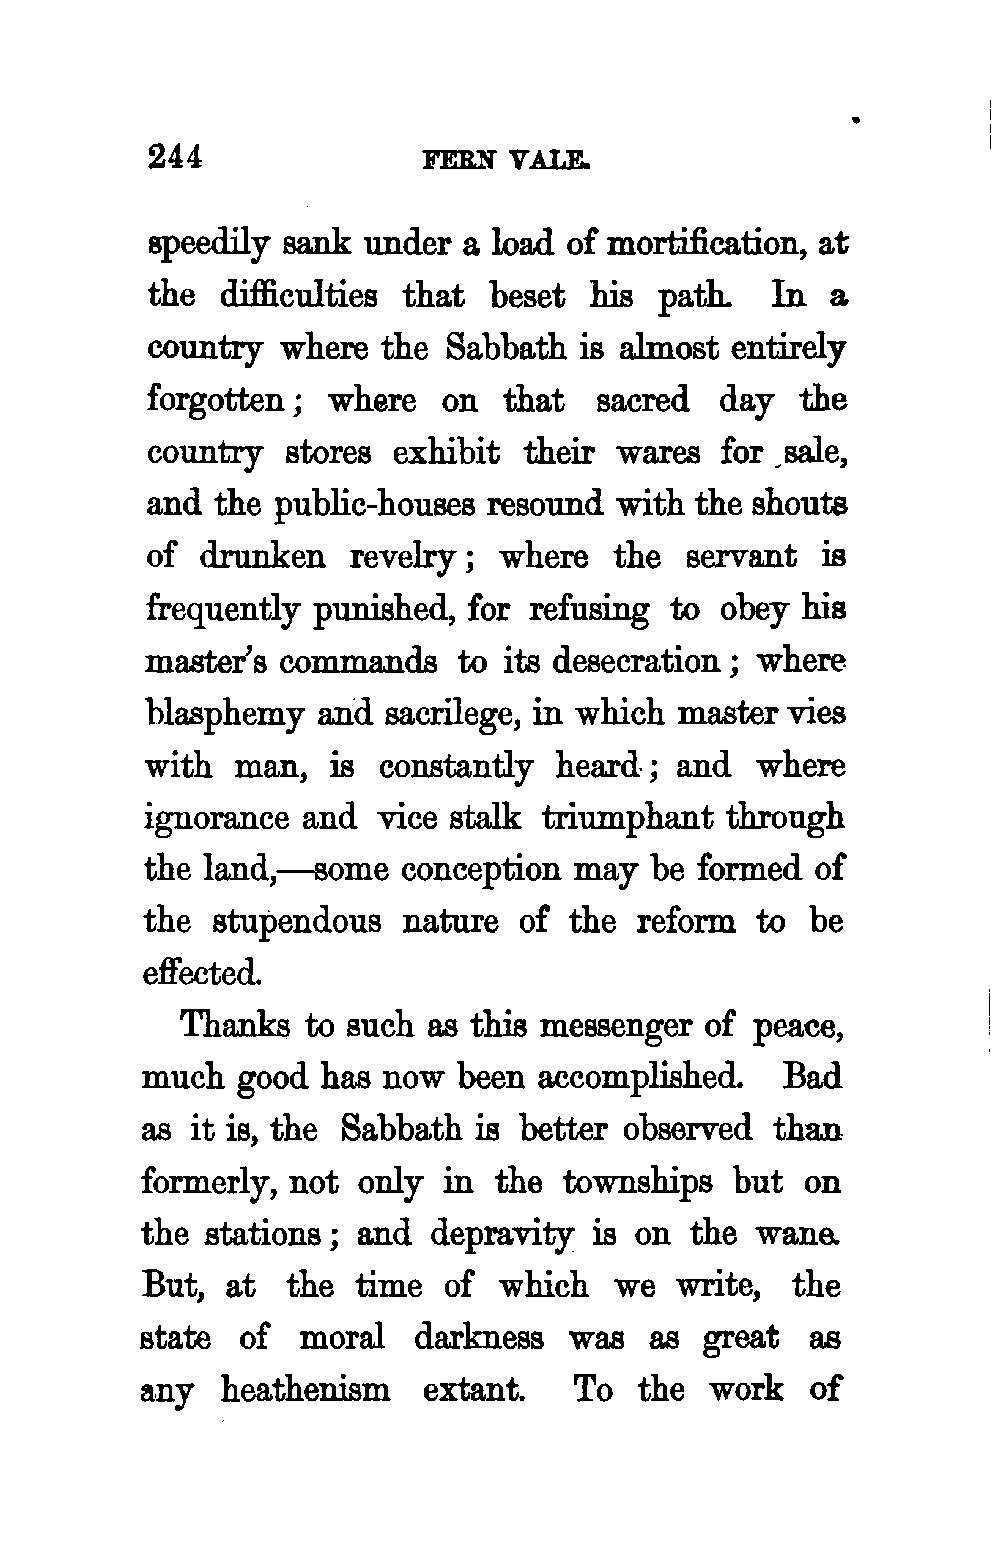 244 FERN VALE.
speedily sank under a load of mortification, at
the difficulties that beset his path. In a
country where the Sabbath is almost entirely
forgotten; where on that sacred day the
country stores exhibit their wares for sale,
and the public-houses resound with the shouts
of drunken revelry; where the servant is
frequently punished, for refusing to obey his
master's commands to its desecration; where
blasphemy and sacrilege, in which master vies
with man, is constantly heard; and where
ignorance and vice stalk triumphant through
the land,—some conception may be formed of
the stupendous nature of the reform to be
effected.
Thanks to such as this messenger of peace,
much good has now been accomplished. Bad
as it is, the Sabbath is better observed than
formerly, not only in the townships but on
the stations; and depravity is on the wane.
But, at the time of which we write, the
state of moral darkness was as great as
any heathenism extant. To the work of